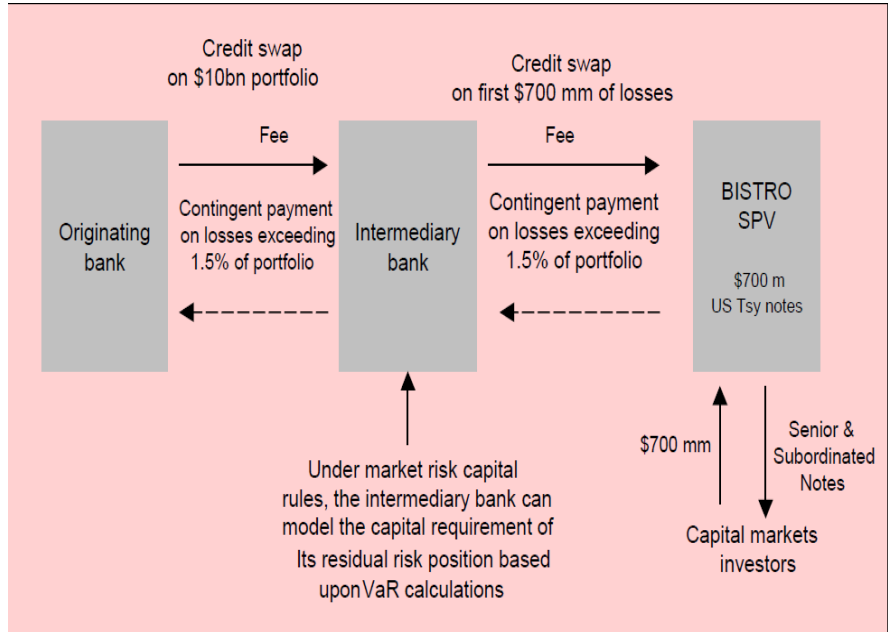 Credit swap
on $10bn portfolio
Credit swap
on first $700 mm of losses
Fee
Fee
Originating
bank
Contingent payment
on losses exceeding
1.5% of portfolio
Intermediary
bank
Contingent payment
on losses exceeding
1.5% of portfolio
BISTRO
SPV
$700 m
US Tsy notes
Under market risk capital
rules, the intermediary bank can
model the capital requirement of
Its residual risk position based
upon VaR calculations
$700 mm
Senior &
Subordinated
Notes
Capital markets
investors